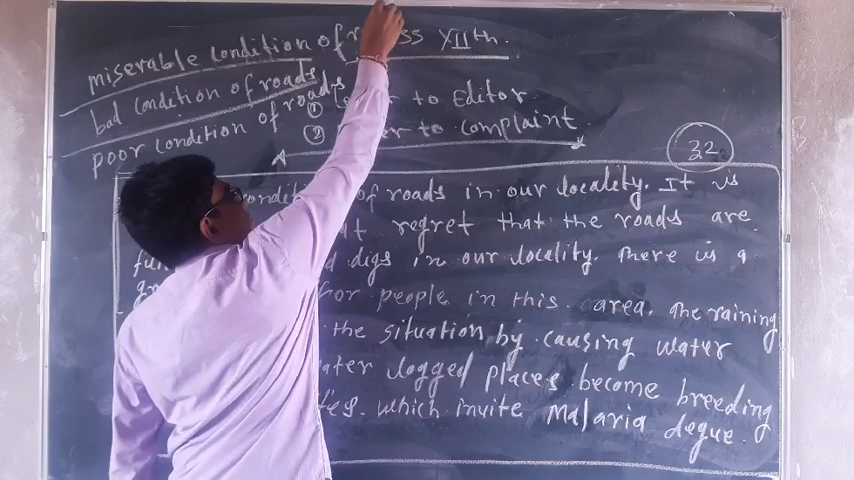 miserable condition of
bad condition of roads
poor condition of roads
ss XIIth.
① to Editor.
② to complaint
32
of roads in our locality. It is
regret that the roads are
digs in our locality. There is a
for people in this area. The raining
the situation by causing water
logged places become breeding
which invite Malaria degue.